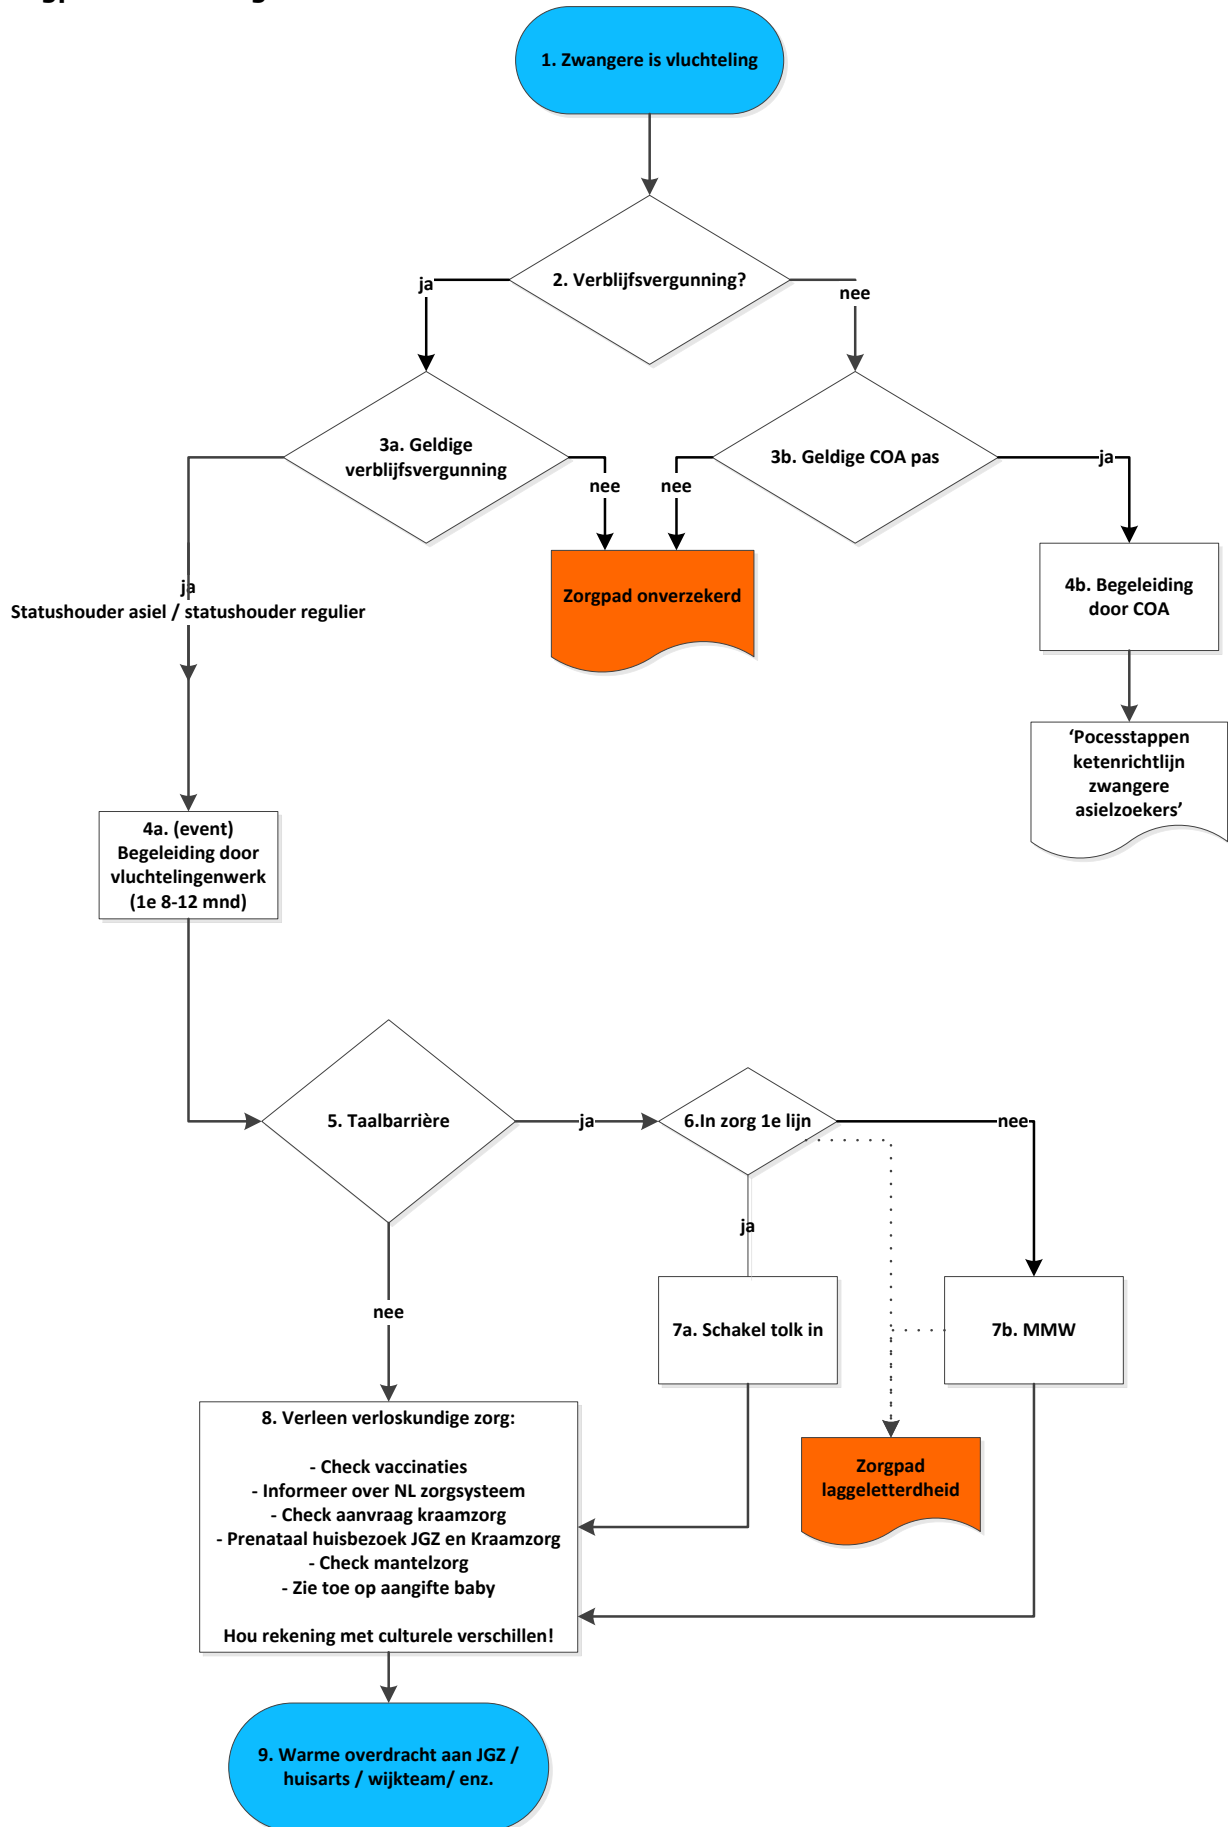 1. Zwangere is vluchteling
2. Verblijfsvergunning?
ja
nee
3a. Geldige
verblijfsvergunning
3b. Geldige COA pas
nee
nee
ja
Zorgpad onverzekerd
4b. Begeleiding
door COA
ja
Statushouder asiel / statushouder regulier
‘Pocesstappen
ketenrichtlijn
zwangere
asielzoekers’
4a. (event)
Begeleiding door
vluchtelingenwerk
(1e 8-12 mnd)
5. Taalbarrière
ja
6.In zorg 1e lijn
nee
ja
nee
7a. Schakel tolk in
7b. MMW
8. Verleen verloskundige zorg:
- Check vaccinaties
- Informeer over NL zorgsysteem
- Check aanvraag kraamzorg
- Prenataal huisbezoek JGZ en Kraamzorg
- Check mantelzorg
- Zie toe op aangifte baby
Hou rekening met culturele verschillen!
Zorgpad
laggeletterdheid
9. Warme overdracht aan JGZ /
huisarts / wijkteam/ enz.